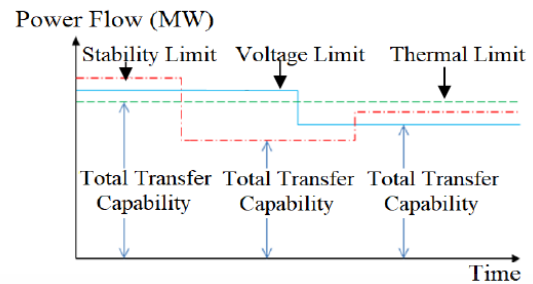 Power Flow (MW)
Stability Limit Voltage Limit Thermal Limit
Total Transfer Total Transfer Total Transfer
Capability Capability Capability
Time